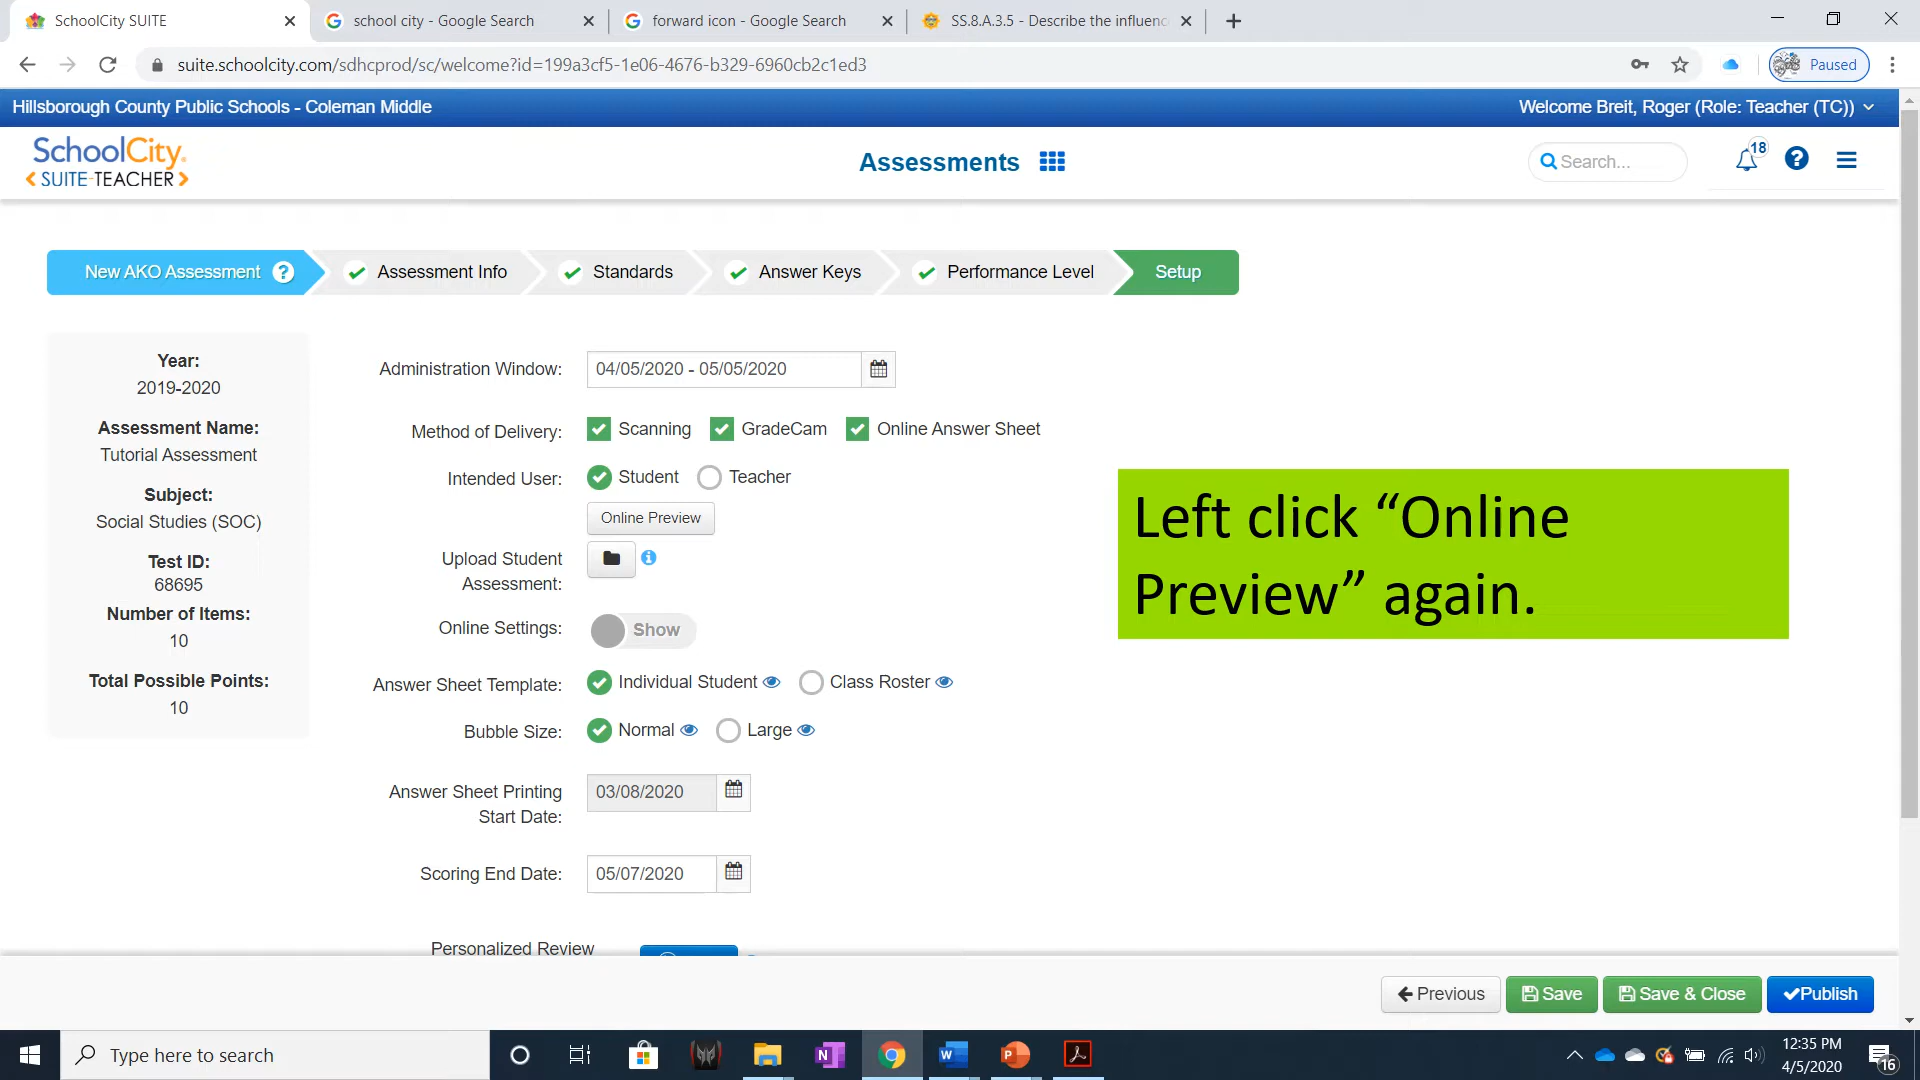 SchoolCity SUITE
school city - Google Search
forward icon - Google Search
SS.8.A.3.5 - Describe the influenc
suite.schoolcity.com/sdhcprod/sc/welcome?id=199a3cf5-1e06-4676-b329-6960cb2c1ed3
Paused
Hillsborough County Public Schools - Coleman Middle
Welcome Breit, Roger (Role: Teacher (TC))
SchoolCity
SUITE-TEACHER
Assessments
Search...
18
New AKO Assessment ?
Assessment Info
Standards
Answer Keys
Performance Level
Setup
Year:
2019-2020
Assessment Name:
Tutorial Assessment
Subject:
Social Studies (SOC)
Test ID:
68695
Number of Items:
10
Total Possible Points:
10
Administration Window: 04/05/2020 - 05/05/2020
Method of Delivery: Scanning GradeCam Online Answer Sheet
Intended User: Student Teacher
Online Preview
Upload Student
Assessment:
Online Settings: Show
Answer Sheet Template: Individual Student Class Roster
Bubble Size: Normal Large
Answer Sheet Printing
Start Date:
03/08/2020
Scoring End Date: 05/07/2020
Personalized Review
Left click “Online
Preview” again.
Previous
Save
Save & Close
Publish
Type here to search
12:35 PM
4/5/2020
16